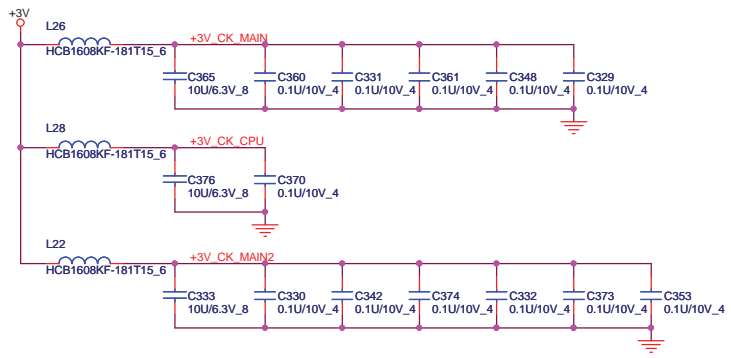 +3V
L26
HCB1608KF-181T15_6
+3V_CK_MAIN
C365
10U/6.3V_8
C360
0.1U/10V_4
C331
0.1U/10V_4
C361
0.1U/10V_4
C348
0.1U/10V_4
C329
0.1U/10V_4
L28
HCB1608KF-181T15_6
+3V_CK_CPU
C376
10U/6.3V_8
C370
0.1U/10V_4
L22
HCB1608KF-181T15_6
+3V_CK_MAIN2
C333
10U/6.3V_8
C330
0.1U/10V_4
C342
0.1U/10V_4
C374
0.1U/10V_4
C332
0.1U/10V_4
C373
0.1U/10V_4
C353
0.1U/10V_4